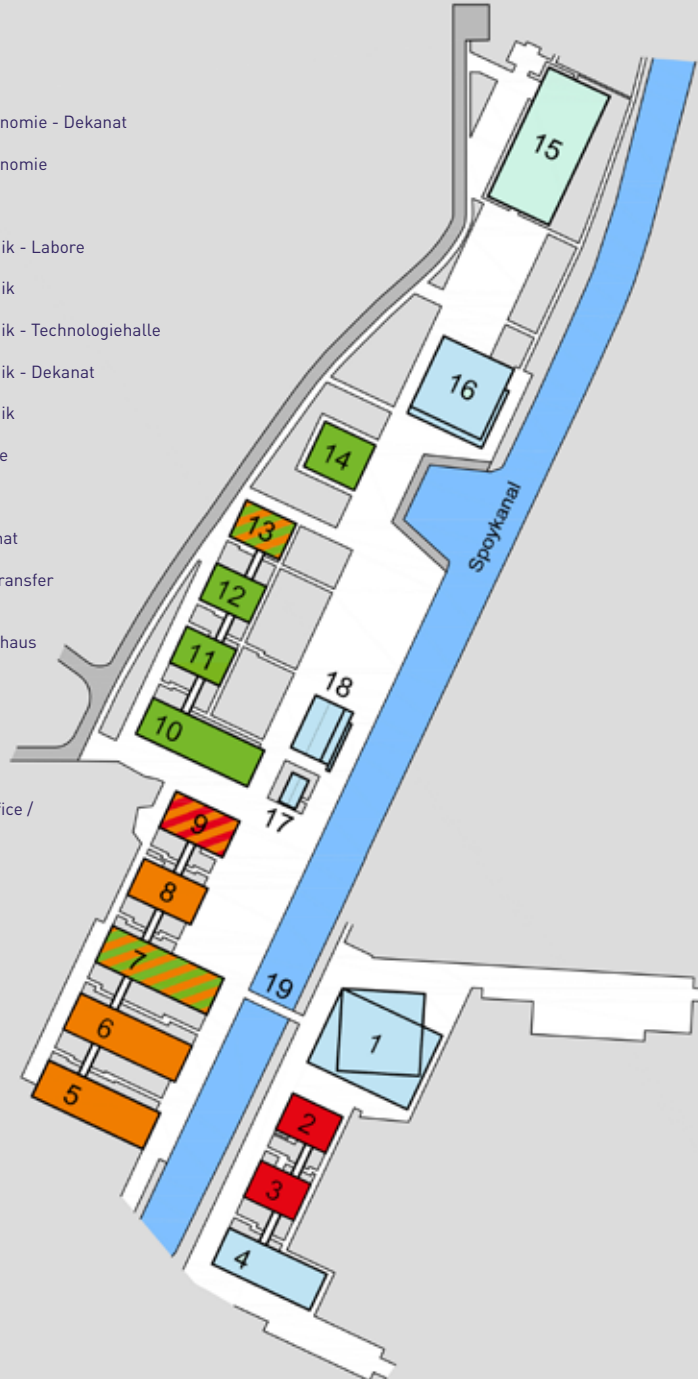 nomie - Dekanat
nomie
ik - Labore
ik
ik - Technologiehalle
ik - Dekanat
ik
e
nat
ransfer
haus
fice /
15
16
14
Spoykanal
13
12
11
18
10
17
9
8
7
19
6
1
5
2
3
4